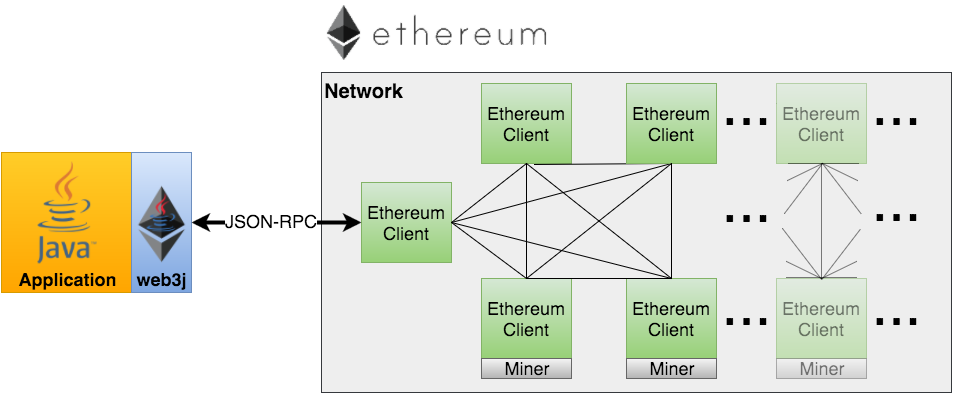 ethereum
Network
Ethereum
Client
Ethereum
Client
Ethereum
Client
Java™
Application
web3j
JSON-RPC
Ethereum
Client
Ethereum
Client
Miner
Ethereum
Client
Miner
Ethereum
Client
Miner